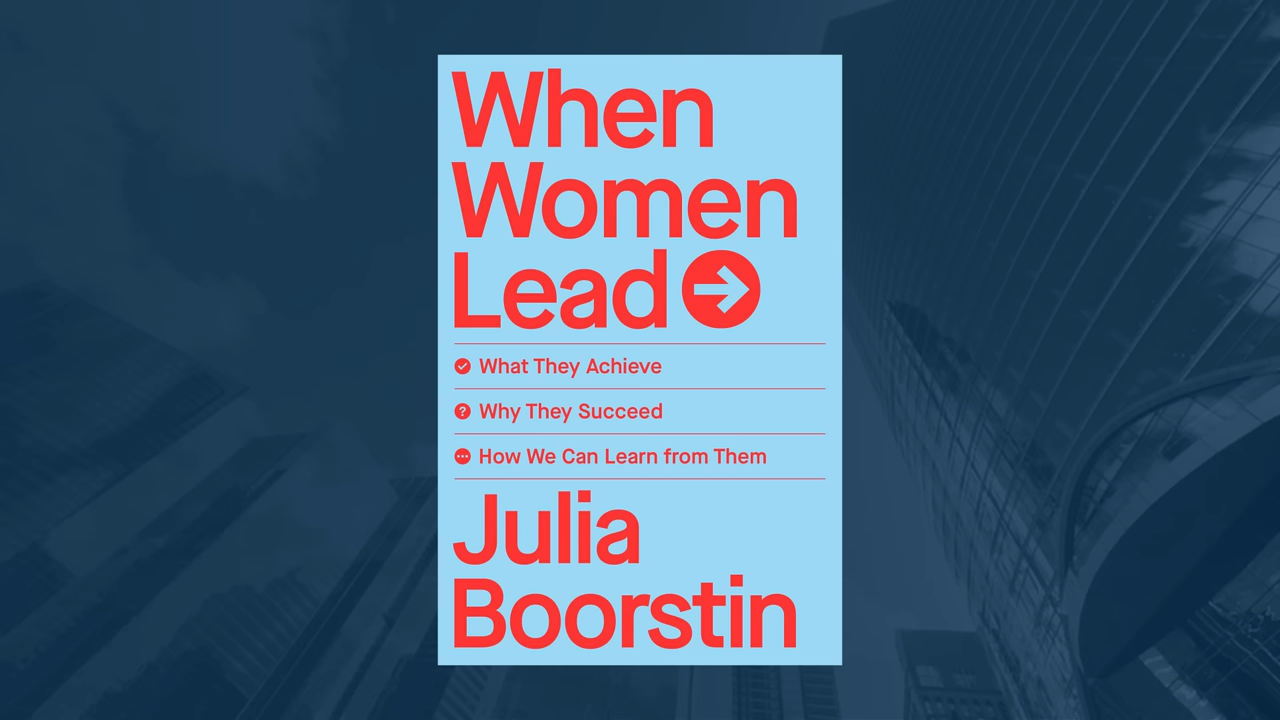 When
Women
Lead
What They Achieve
Why They Succeed
How We Can Learn from Them
Julia
Boorstin